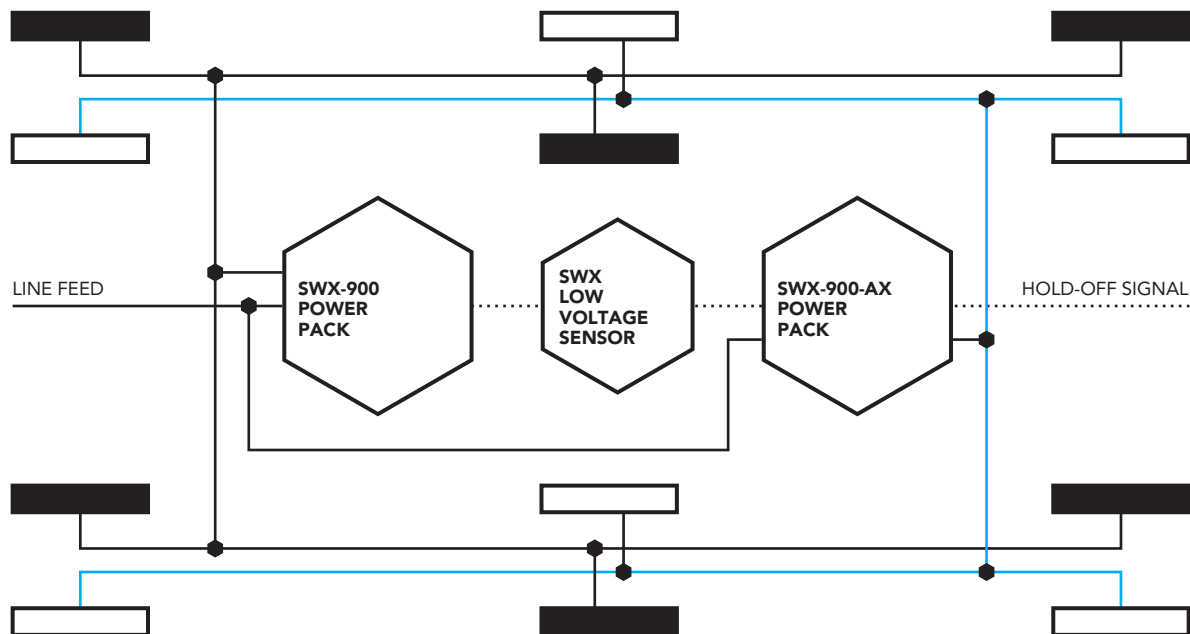 LINE FEED
SWX-900
POWER
PACK
SWX
LOW
VOLTAGE
SENSOR
SWX-900-AX
POWER
PACK
HOLD-OFF SIGNAL